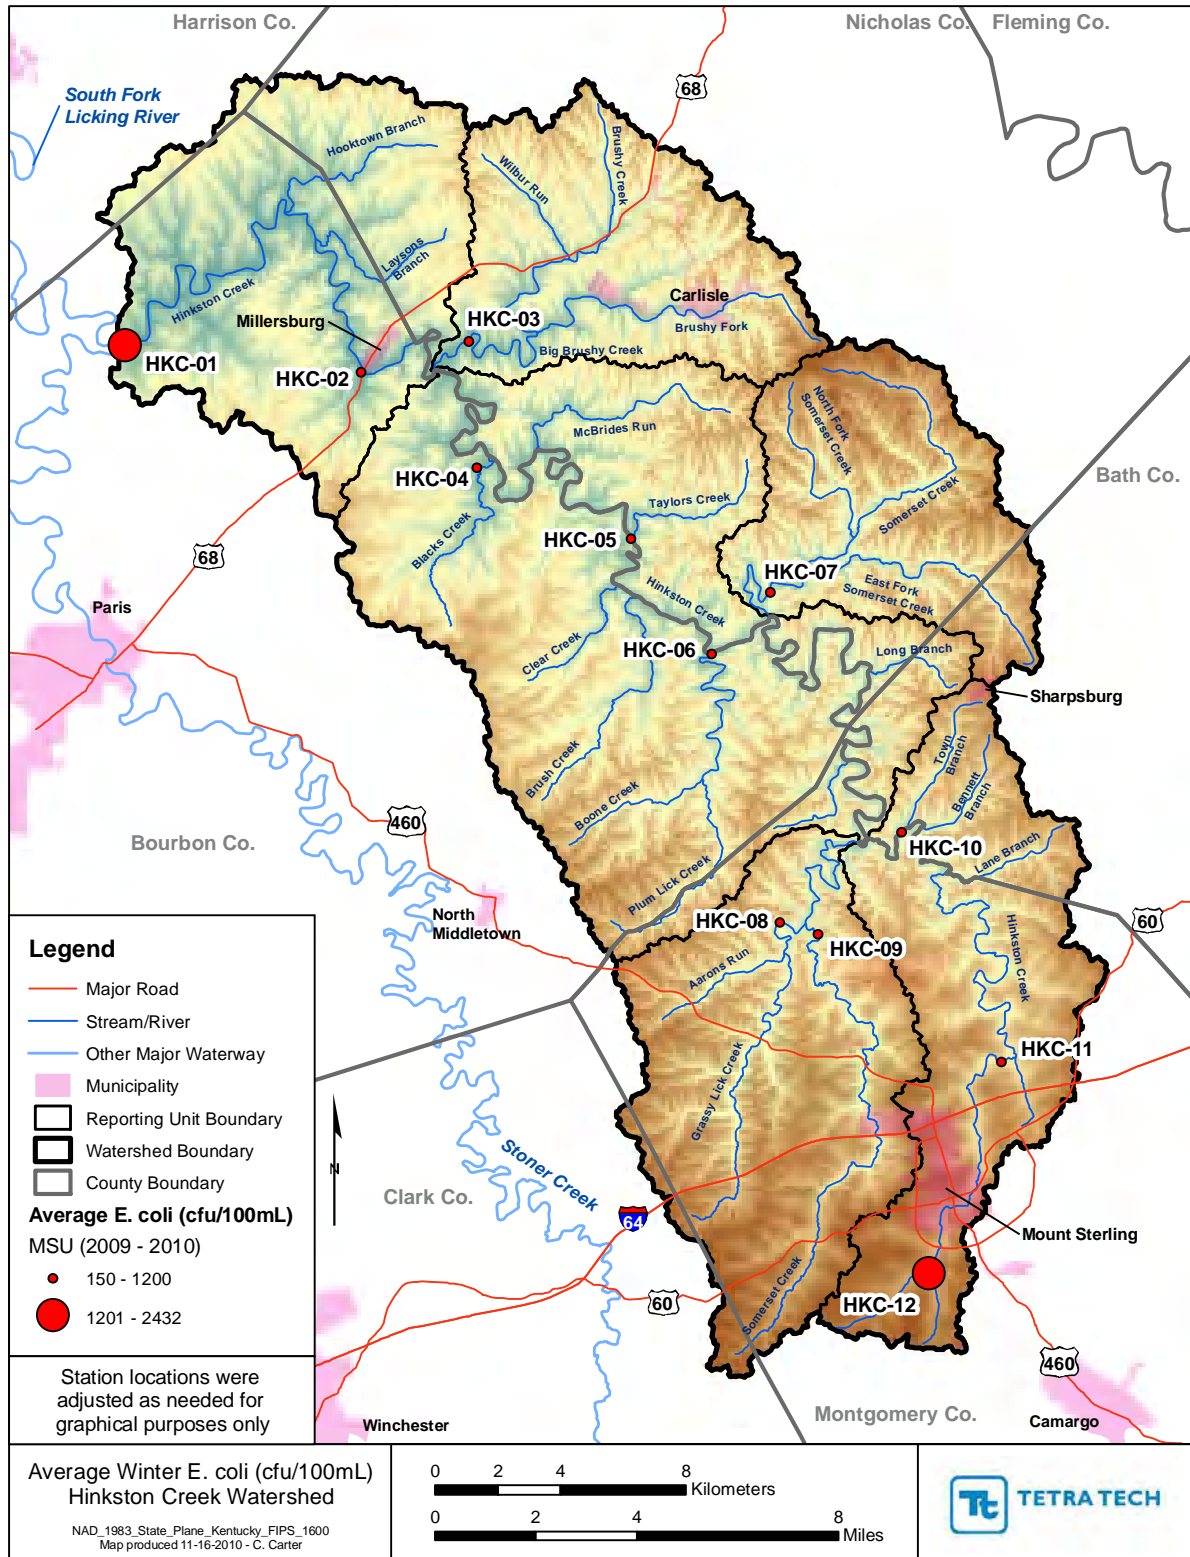 Harrison Co.
Nicholas Co.
Fleming Co.
South Fork
Licking River
68
Hooktown Branch
Wilbur Run
Brushy Creek
Laysons
Branch
Hinkston Creek
Millersburg
Carlisle
HKC-03
Brushy Fork
Big Brushy Creek
HKC-01
HKC-02
McBrides Run
North Fork
Somerset Creek
HKC-04
Bath Co.
Taylors Creek
Somerset Creek
Blacks Creek
HKC-05
68
HKC-07
Hinkston Creek
East Fork
Somerset Creek
Paris
HKC-06
Long Branch
Clear Creek
Sharpsburg
Town
Branch
Bennett
Branch
Brush Creek
Boone Creek
460
Bourbon Co.
HKC-10
Lane Branch
Plum Lick Creek
North
Middletown
HKC-08
HKC-09
60
Hinkston Creek
Aarons Run
HKC-11
Grassy Lick Creek
Stoner Creek
Clark Co.
64
Mount Sterling
Somerset Creek
60
HKC-12
460
Montgomery Co.
Camargo
Winchester
Legend
Major Road
Stream/River
Other Major Waterway
Municipality
Reporting Unit Boundary
Watershed Boundary
County Boundary
Average E. coli (cfu/100mL)
MSU (2009 - 2010)
150 - 1200
1201 - 2432
N
Station locations were
adjusted as needed for
graphical purposes only
Average Winter E. coli (cfu/100mL)
Hinkston Creek Watershed
NAD_1983_State_Plane_Kentucky_FIPS_1600
Map produced 11-16-2010 - C. Carter
0 2 4 8
Kilometers
0 2 4 8
Miles
Tt
TETRA TECH